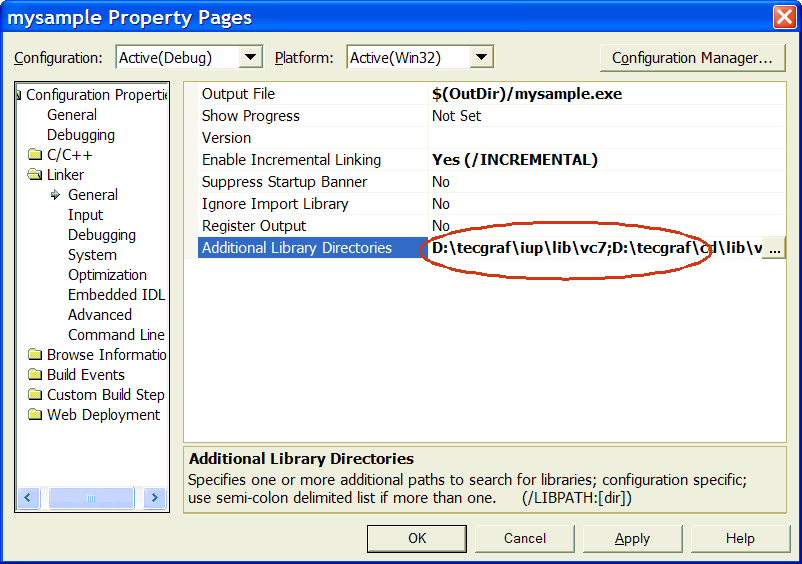 mysample Property Pages
Configuration: Active(Debug) Platform: Active(Win32) Configuration Manager...
Configuration Properti
General
Debugging
C/C++
Linker
General
Input
Debugging
System
Optimization
Embedded IDL
Advanced
Command Line
Browse Informatio
Build Events
Custom Build Step
Web Deployment
Output File $(OutDir)/mysample.exe
Show Progress Not Set
Version
Enable Incremental Linking Yes (/INCREMENTAL)
Suppress Startup Banner No
Ignore Import Library No
Register Output No
Additional Library Directories D:\tecgraf\iup\lib\vc7;D:\tecgraf\cd\lib\v ...
Additional Library Directories
Specifies one or more additional paths to search for libraries; configuration specific;
use semi-colon delimited list if more than one. (/LIBPATH:[dir])
OK Cancel Apply Help